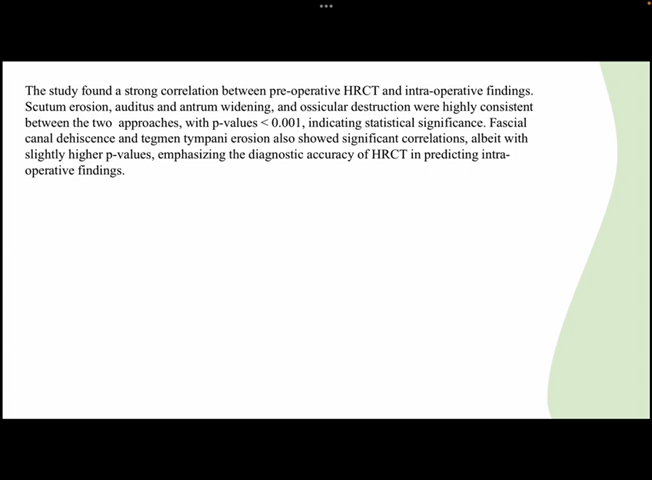 The study found a strong correlation between pre-operative HRCT and intra-operative findings.
Scutum erosion, auditus and antrum widening, and ossicular destruction were highly consistent
between the two approaches, with p-values < 0.001, indicating statistical significance. Fascial
canal dehiscence and tegmen tympani erosion also showed significant correlations, albeit with
slightly higher p-values, emphasizing the diagnostic accuracy of HRCT in predicting intra-
operative findings.